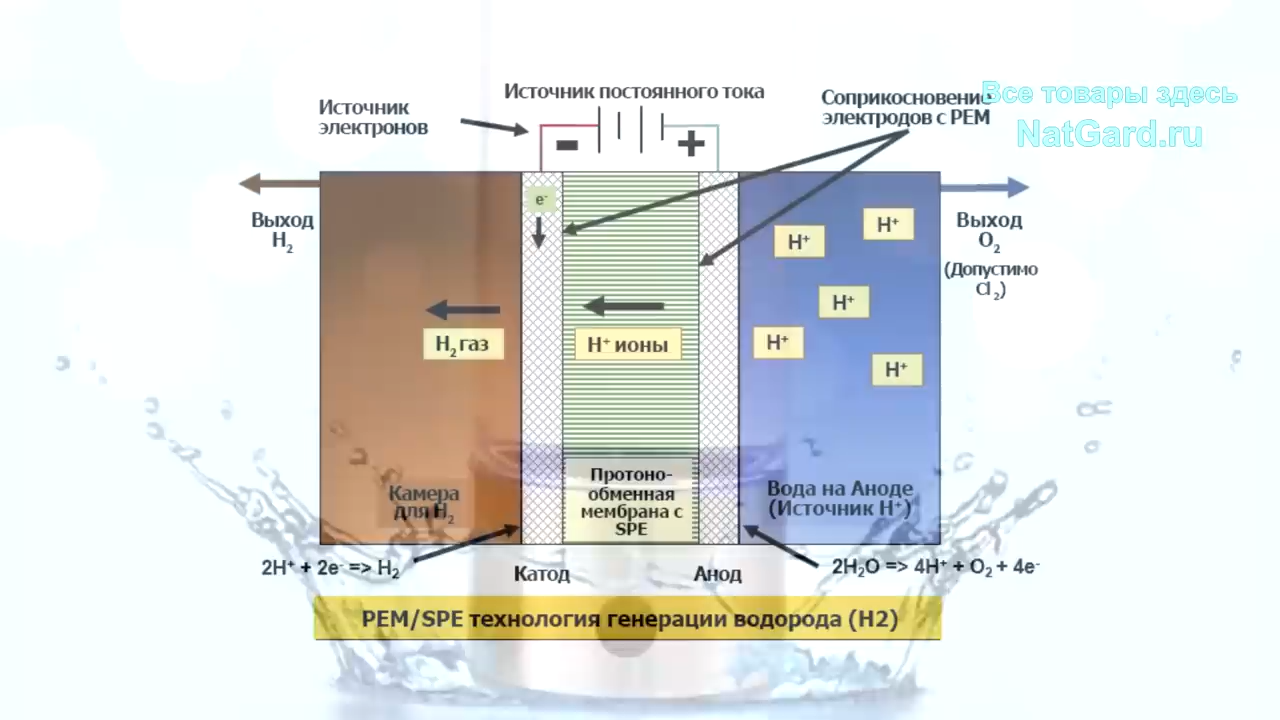 Источник постоянного тока
Источник
электронов
Соприкосновение
электродов с PEM
Все товары здесь
NatGard.ru
- +
e-
Выход
H2
H+
H+
Выход
O2
(Допустимо
Cl2)
H+
H2 газ
H+ ионы
H+
H+
Камера
для H2
Протоно-
обменная
мембрана с
SPE
Вода на Аноде
(Источник H+)
2H+ + 2e- => H2
Катод
Анод
2H2O => 4H+ + O2 + 4e-
PEM/SPE технология генерации водорода (H2)